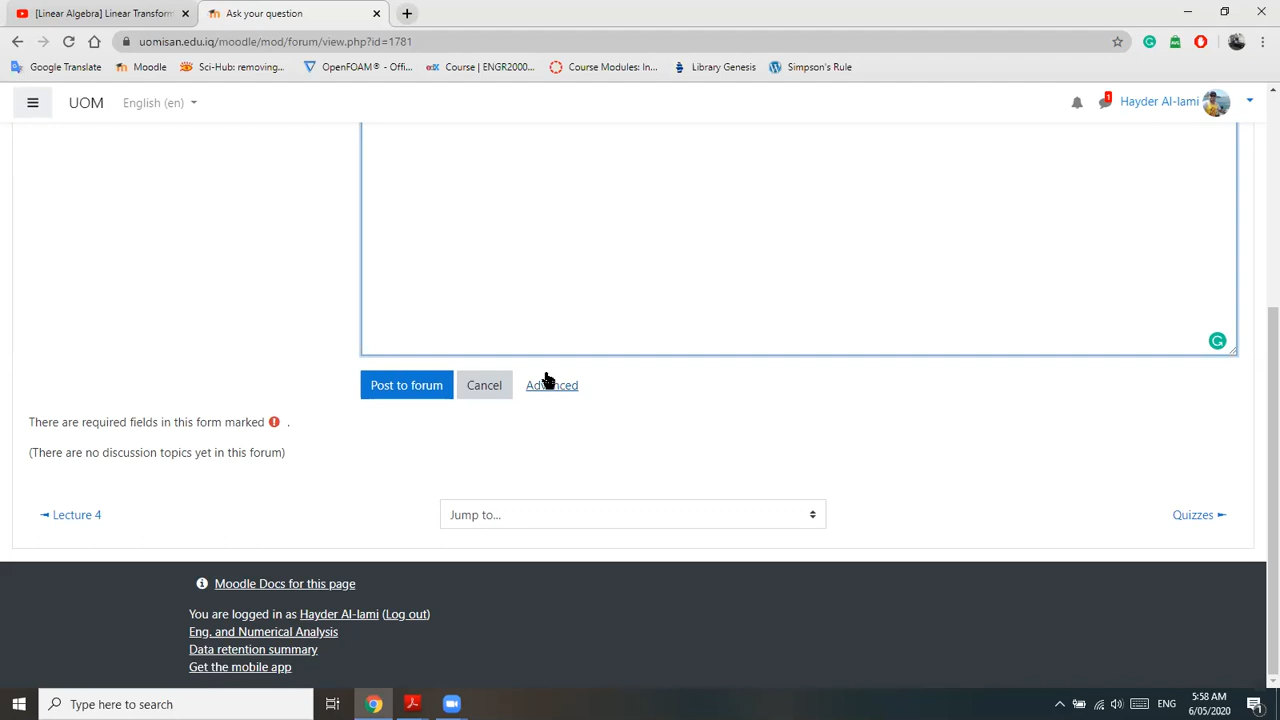 [Linear Algebra] Linear Transform
Ask your question
uomisan.edu.iq/moodle/mod/forum/view.php?id=1781
Google Translate
Moodle
Sci-Hub: removing...
OpenFOAM® - Offi...
Course | ENGR2000...
Course Modules: In...
Library Genesis
Simpson's Rule
UOM
English (en)
1
Hayder Al-lami
Post to forum
Cancel
Advanced
There are required fields in this form marked .
(There are no discussion topics yet in this forum)
◄ Lecture 4
Jump to...
Quizzes ►
Moodle Docs for this page
You are logged in as Hayder Al-lami (Log out)
Eng. and Numerical Analysis
Data retention summary
Get the mobile app
Type here to search
ENG
5:58 AM
6/05/2020
1